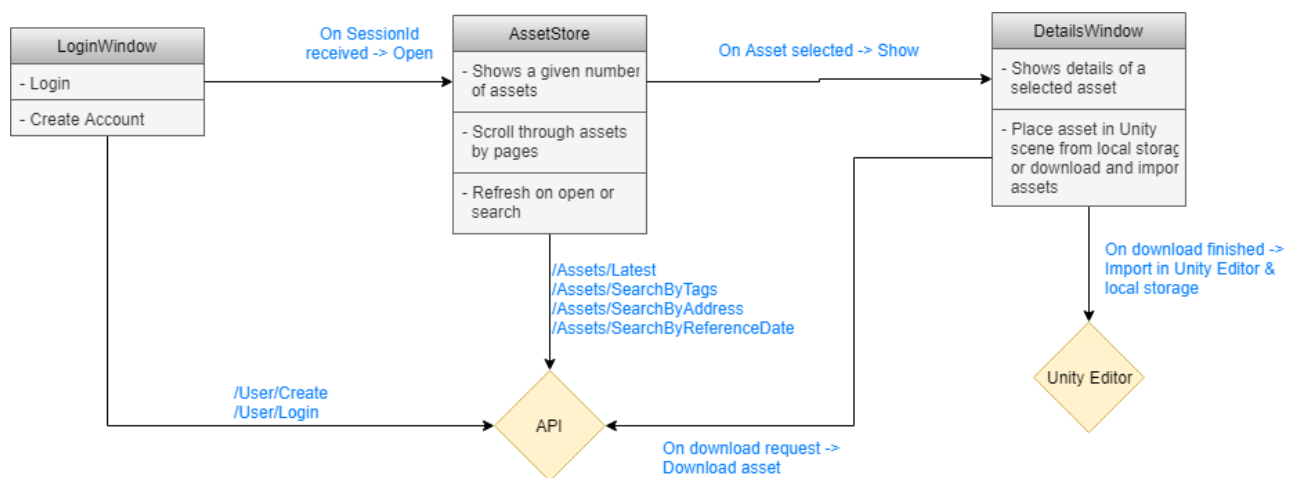 LoginWindow
- Login
- Create Account
On SessionId
received -> Open
AssetStore
- Shows a given number
of assets
- Scroll through assets
by pages
- Refresh on open or
search
On Asset selected -> Show
DetailsWindow
- Shows details of a
selected asset
- Place asset in Unity
scene from local storag
or download and impor
assets
/Assets/Latest
/Assets/SearchByTags
/Assets/SearchByAddress
/Assets/SearchByReferenceDate
On download finished ->
Import in Unity Editor &
local storage
Unity Editor
/User/Create
/User/Login
API
On download request ->
Download asset